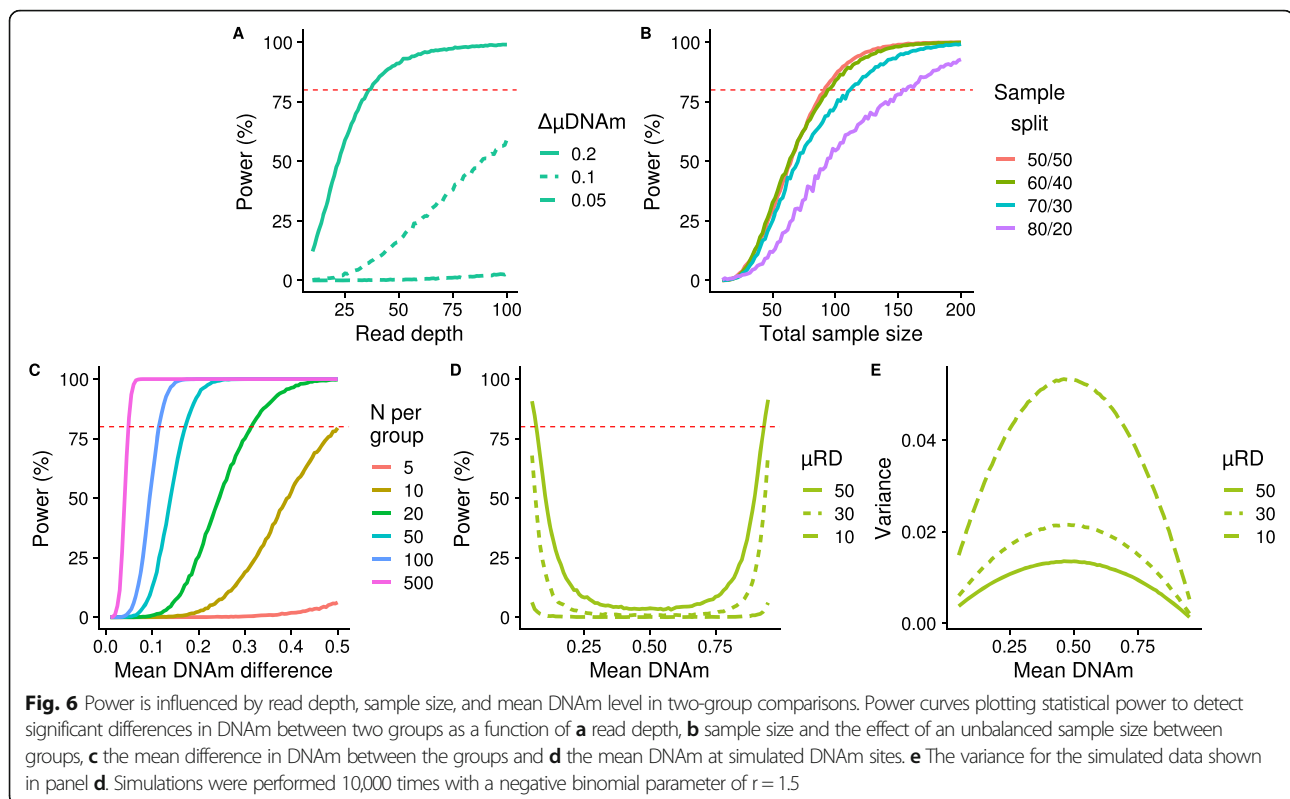 A
100
75
50
25
0
Power (%)
25 50 75 100
Read depth
ΔμDNAm
0.2
0.1
0.05
B
100
75
50
25
0
Power (%)
50 100 150 200
Total sample size
Sample
split
50/50
60/40
70/30
80/20
C
100
75
50
25
0
Power (%)
0.0 0.1 0.2 0.3 0.4 0.5
Mean DNAm difference
N per
group
5
10
20
50
100
500
D
100
75
50
25
0
Power (%)
0.25 0.50 0.75
Mean DNAm
μRD
50
30
10
E
0.04
0.02
0.00
Variance
0.25 0.50 0.75
Mean DNAm
μRD
50
30
10
Fig. 6 Power is influenced by read depth, sample size, and mean DNAm level in two-group comparisons. Power curves plotting statistical power to detect
significant differences in DNAm between two groups as a function of a read depth, b sample size and the effect of an unbalanced sample size between
groups, c the mean difference in DNAm between the groups and d the mean DNAm at simulated DNAm sites. e The variance for the simulated data shown
in panel d. Simulations were performed 10,000 times with a negative binomial parameter of r = 1.5